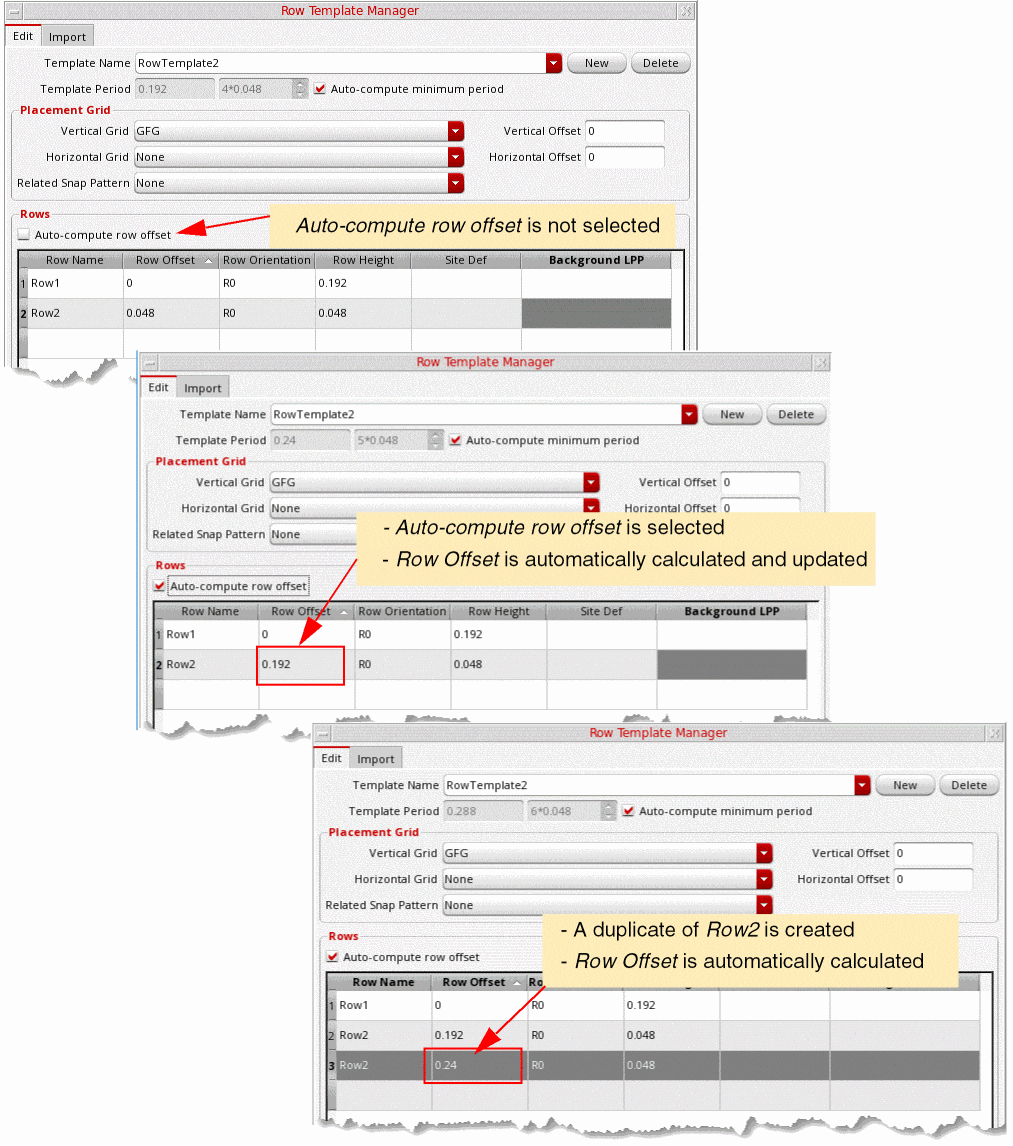 Row Template Manager
Edit Import
Template Name RowTemplate2 New Delete
Template Period 0.192 4*0.048 Auto-compute minimum period
Placement Grid
Vertical Grid GFG Vertical Offset 0
Horizontal Grid None Horizontal Offset 0
Related Snap Pattern None
Rows
Auto-compute row offset is not selected
Auto-compute row offset
Row Name Row Offset Row Orientation Row Height Site Def Background LPP
1 Row1 0 R0 0.192
2 Row2 0.048 R0 0.048
Row Template Manager
Edit Import
Template Name RowTemplate2 New Delete
Template Period 0.24 5*0.048 Auto-compute minimum period
Placement Grid
Vertical Grid GFG Vertical Offset 0
Horizontal Grid None Horizontal Offset 0
Related Snap Pattern None
- Auto-compute row offset is selected
- Row Offset is automatically calculated and updated
Rows
Auto-compute row offset
Row Name Row Offset Row Orientation Row Height Site Def Background LPP
1 Row1 0 R0 0.192
2 Row2 0.192 R0 0.048
Row Template Manager
Edit Import
Template Name RowTemplate2 New Delete
Template Period 0.288 6*0.048 Auto-compute minimum period
Placement Grid
Vertical Grid GFG Vertical Offset 0
Horizontal Grid None Horizontal Offset 0
Related Snap Pattern None
- A duplicate of Row2 is created
- Row Offset is automatically calculated
Rows
Auto-compute row offset
Row Name Row Offset
1 Row1 0 R0 0.192
2 Row2 0.192 R0 0.048
3 Row2 0.24 R0 0.048